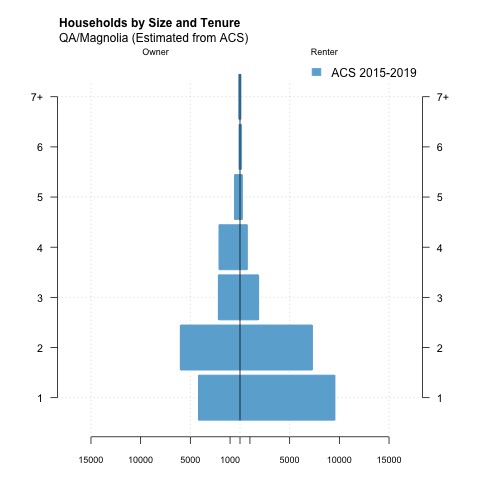 Households by Size and Tenure
QA/Magnolia (Estimated from ACS)
Owner Renter
ACS 2015-2019
7+ 7+
6 6
5 5
4 4
3 3
2 2
1 1
15000 10000 5000 1000 5000 10000 15000